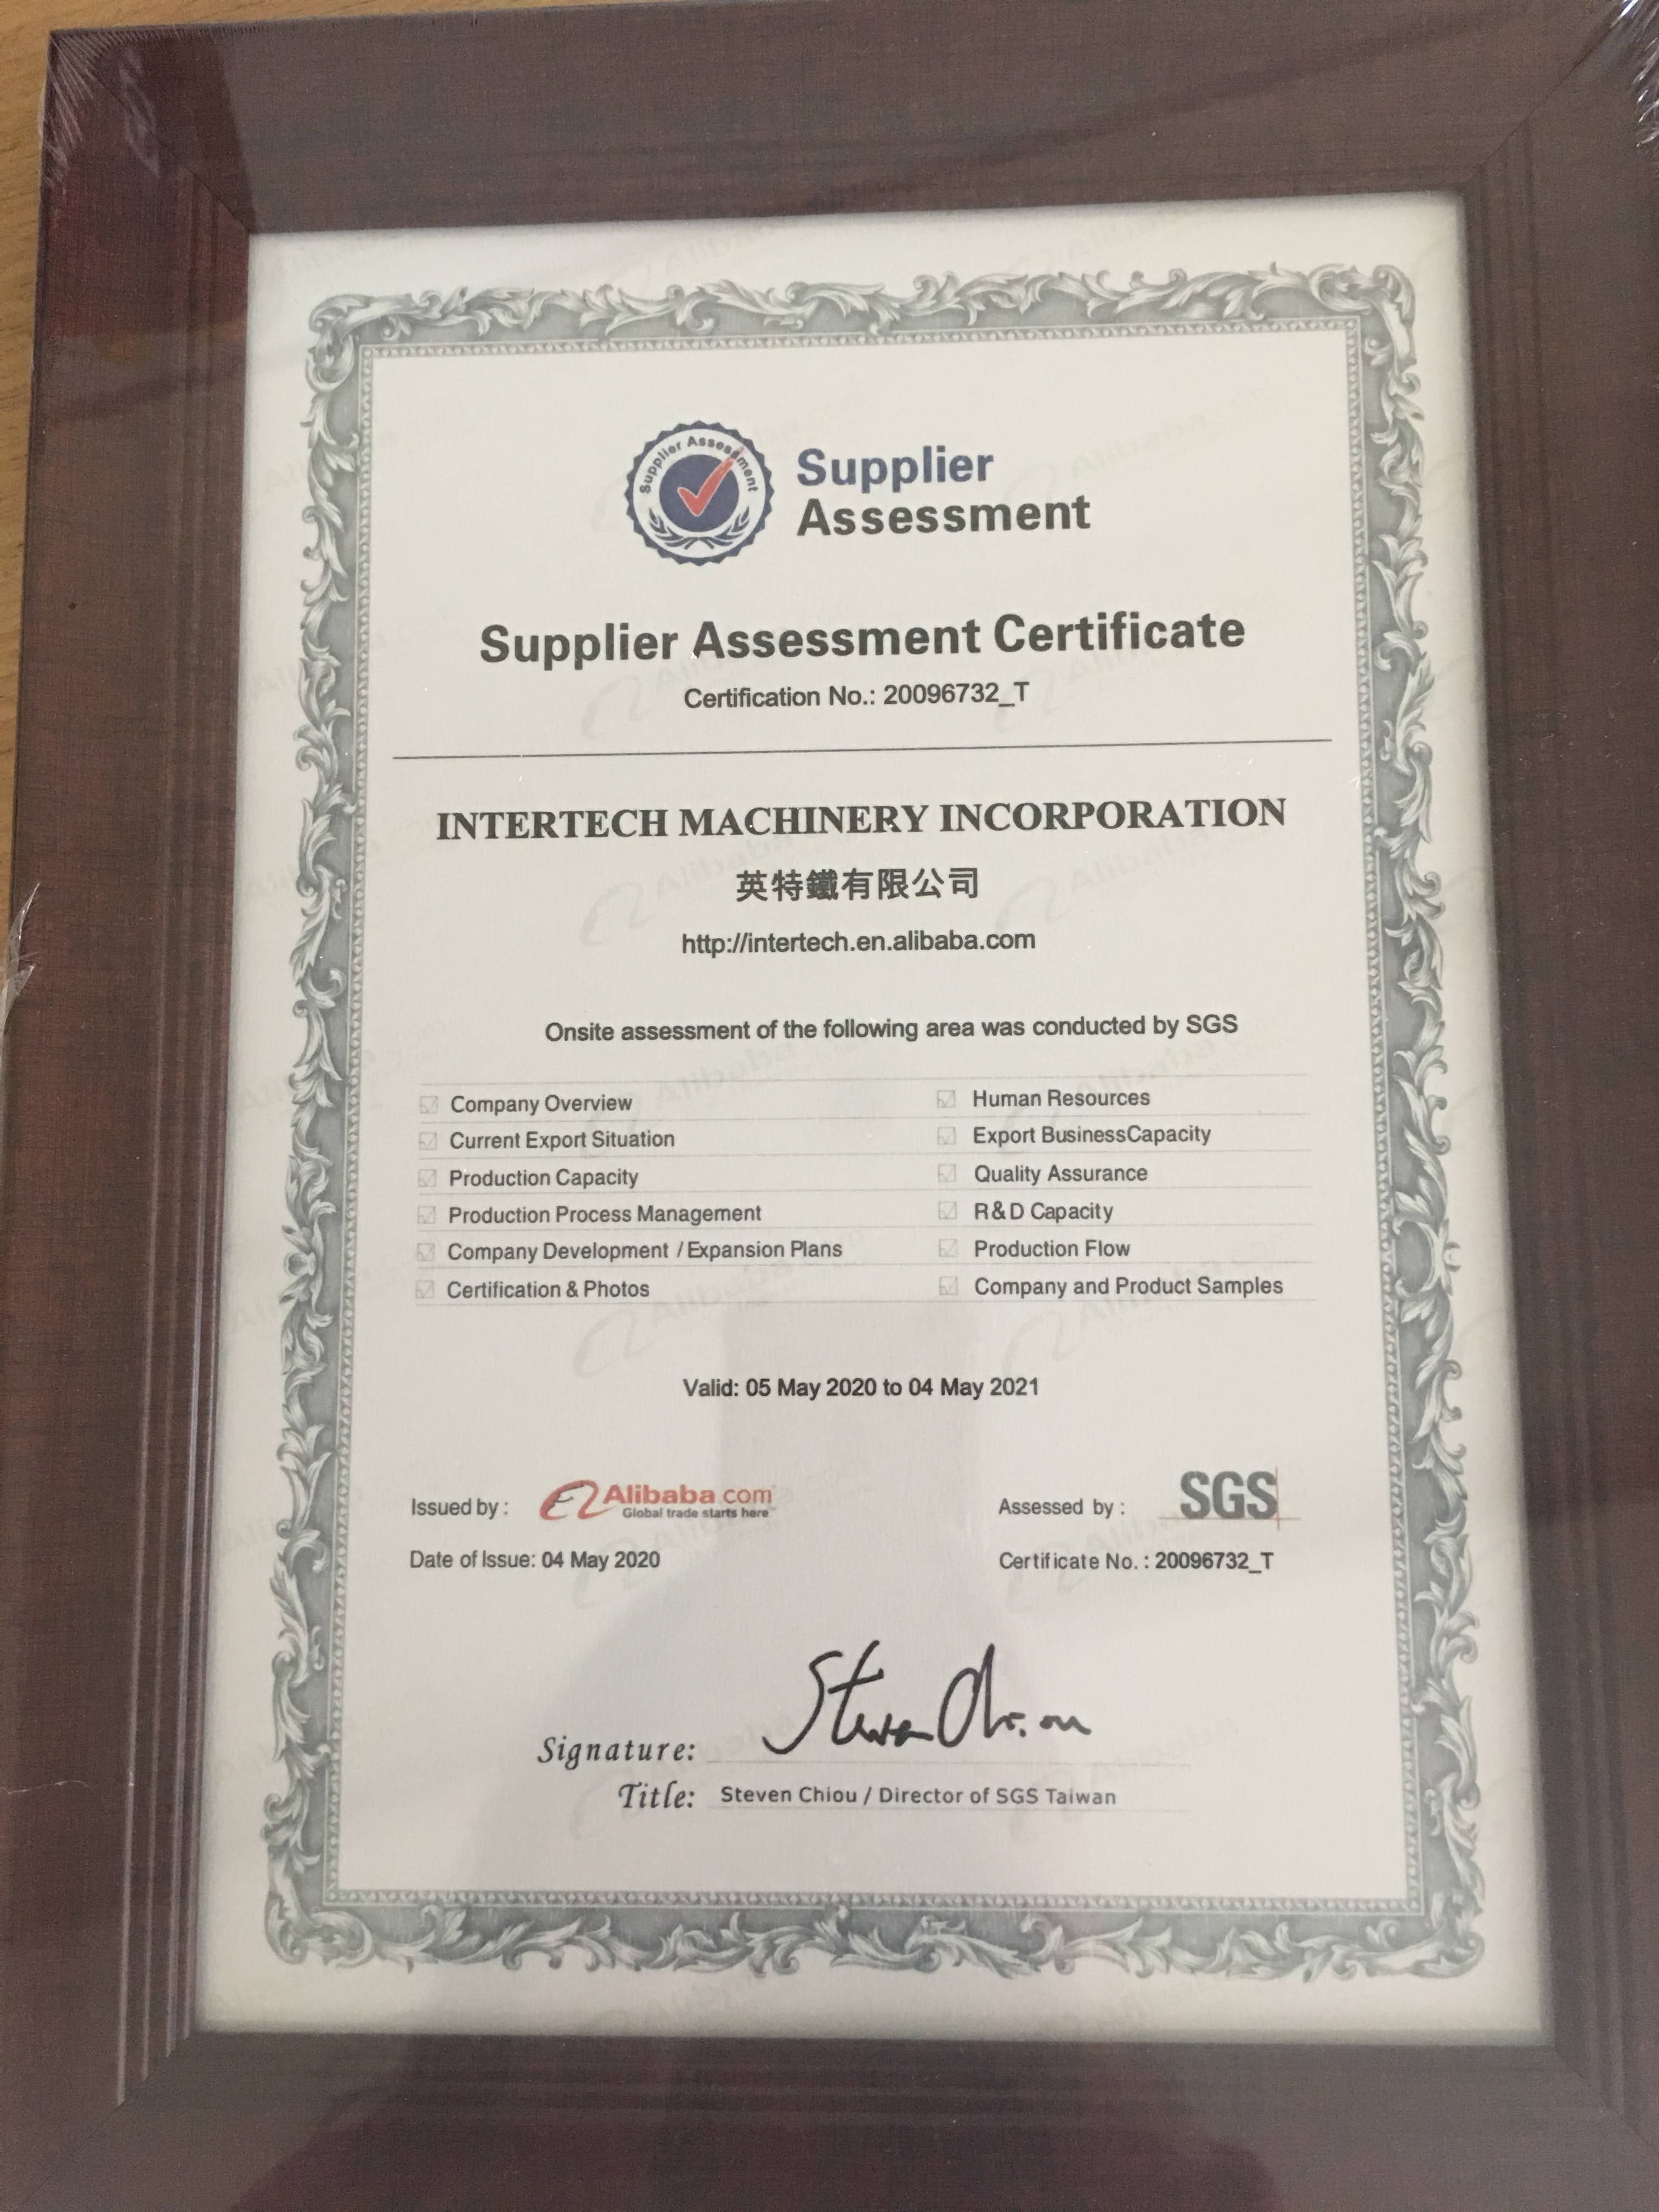 Supplier Assessment
Supplier
Assessment
Supplier Assessment Certificate
Certification No.: 20096732_T
INTERTECH MACHINERY INCORPORATION
英特鐵有限公司
http://intertech.en.alibaba.com
Onsite assessment of the following area was conducted by SGS
Company Overview
Human Resources
Current Export Situation
Export BusinessCapacity
Production Capacity
Quality Assurance
Production Process Management
R&D Capacity
Company Development / Expansion Plans
Production Flow
Certification & Photos
Company and Product Samples
Valid: 05 May 2020 to 04 May 2021
Issued by : Alibaba.com
Global trade starts here™
Assessed by : SGS
Date of Issue: 04 May 2020
Certificate No. : 20096732_T
Signature:
Title: Steven Chiou / Director of SGS Taiwan